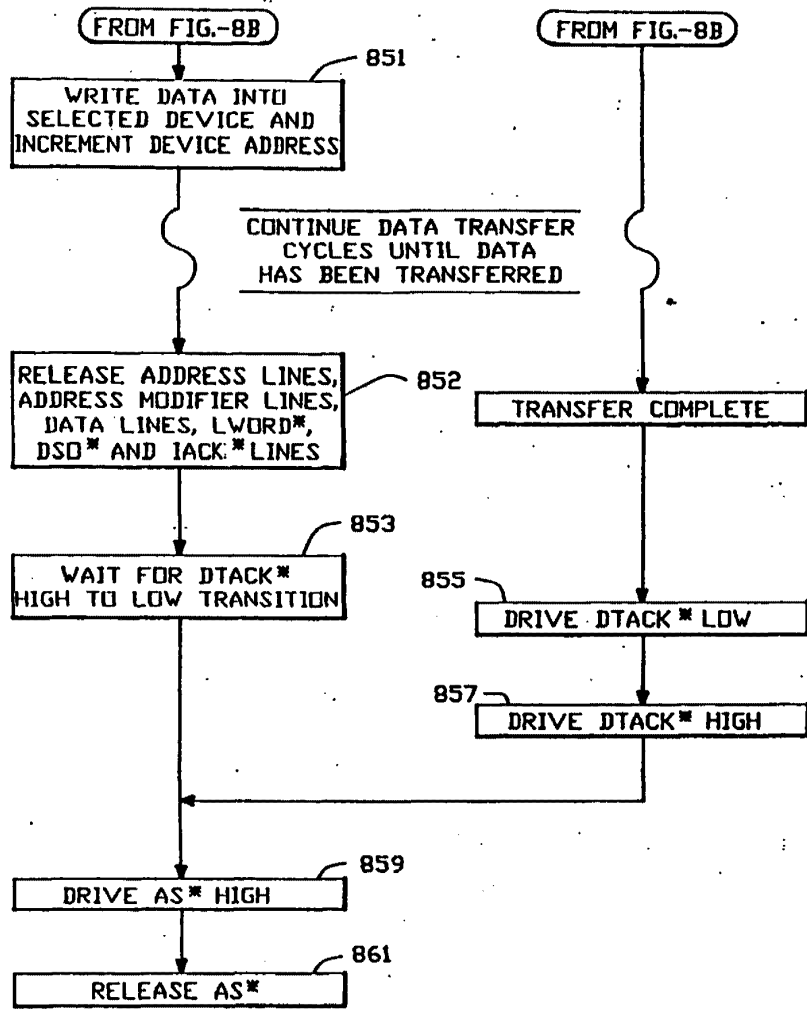 FROM FIG.-8B
851
WRITE DATA INTO
SELECTED DEVICE AND
INCREMENT DEVICE ADDRESS
FROM FIG.-8B
CONTINUE DATA TRANSFER
CYCLES UNTIL DATA
HAS BEEN TRANSFERRED
RELEASE ADDRESS LINES,
ADDRESS MODIFIER LINES,
DATA LINES, LWORD*,
DS0* AND IACK* LINES
852
TRANSFER COMPLETE
853
WAIT FOR DTACK*
HIGH TO LOW TRANSITION
855
DRIVE DTACK* LOW
857
DRIVE DTACK* HIGH
859
DRIVE AS* HIGH
861
RELEASE AS*